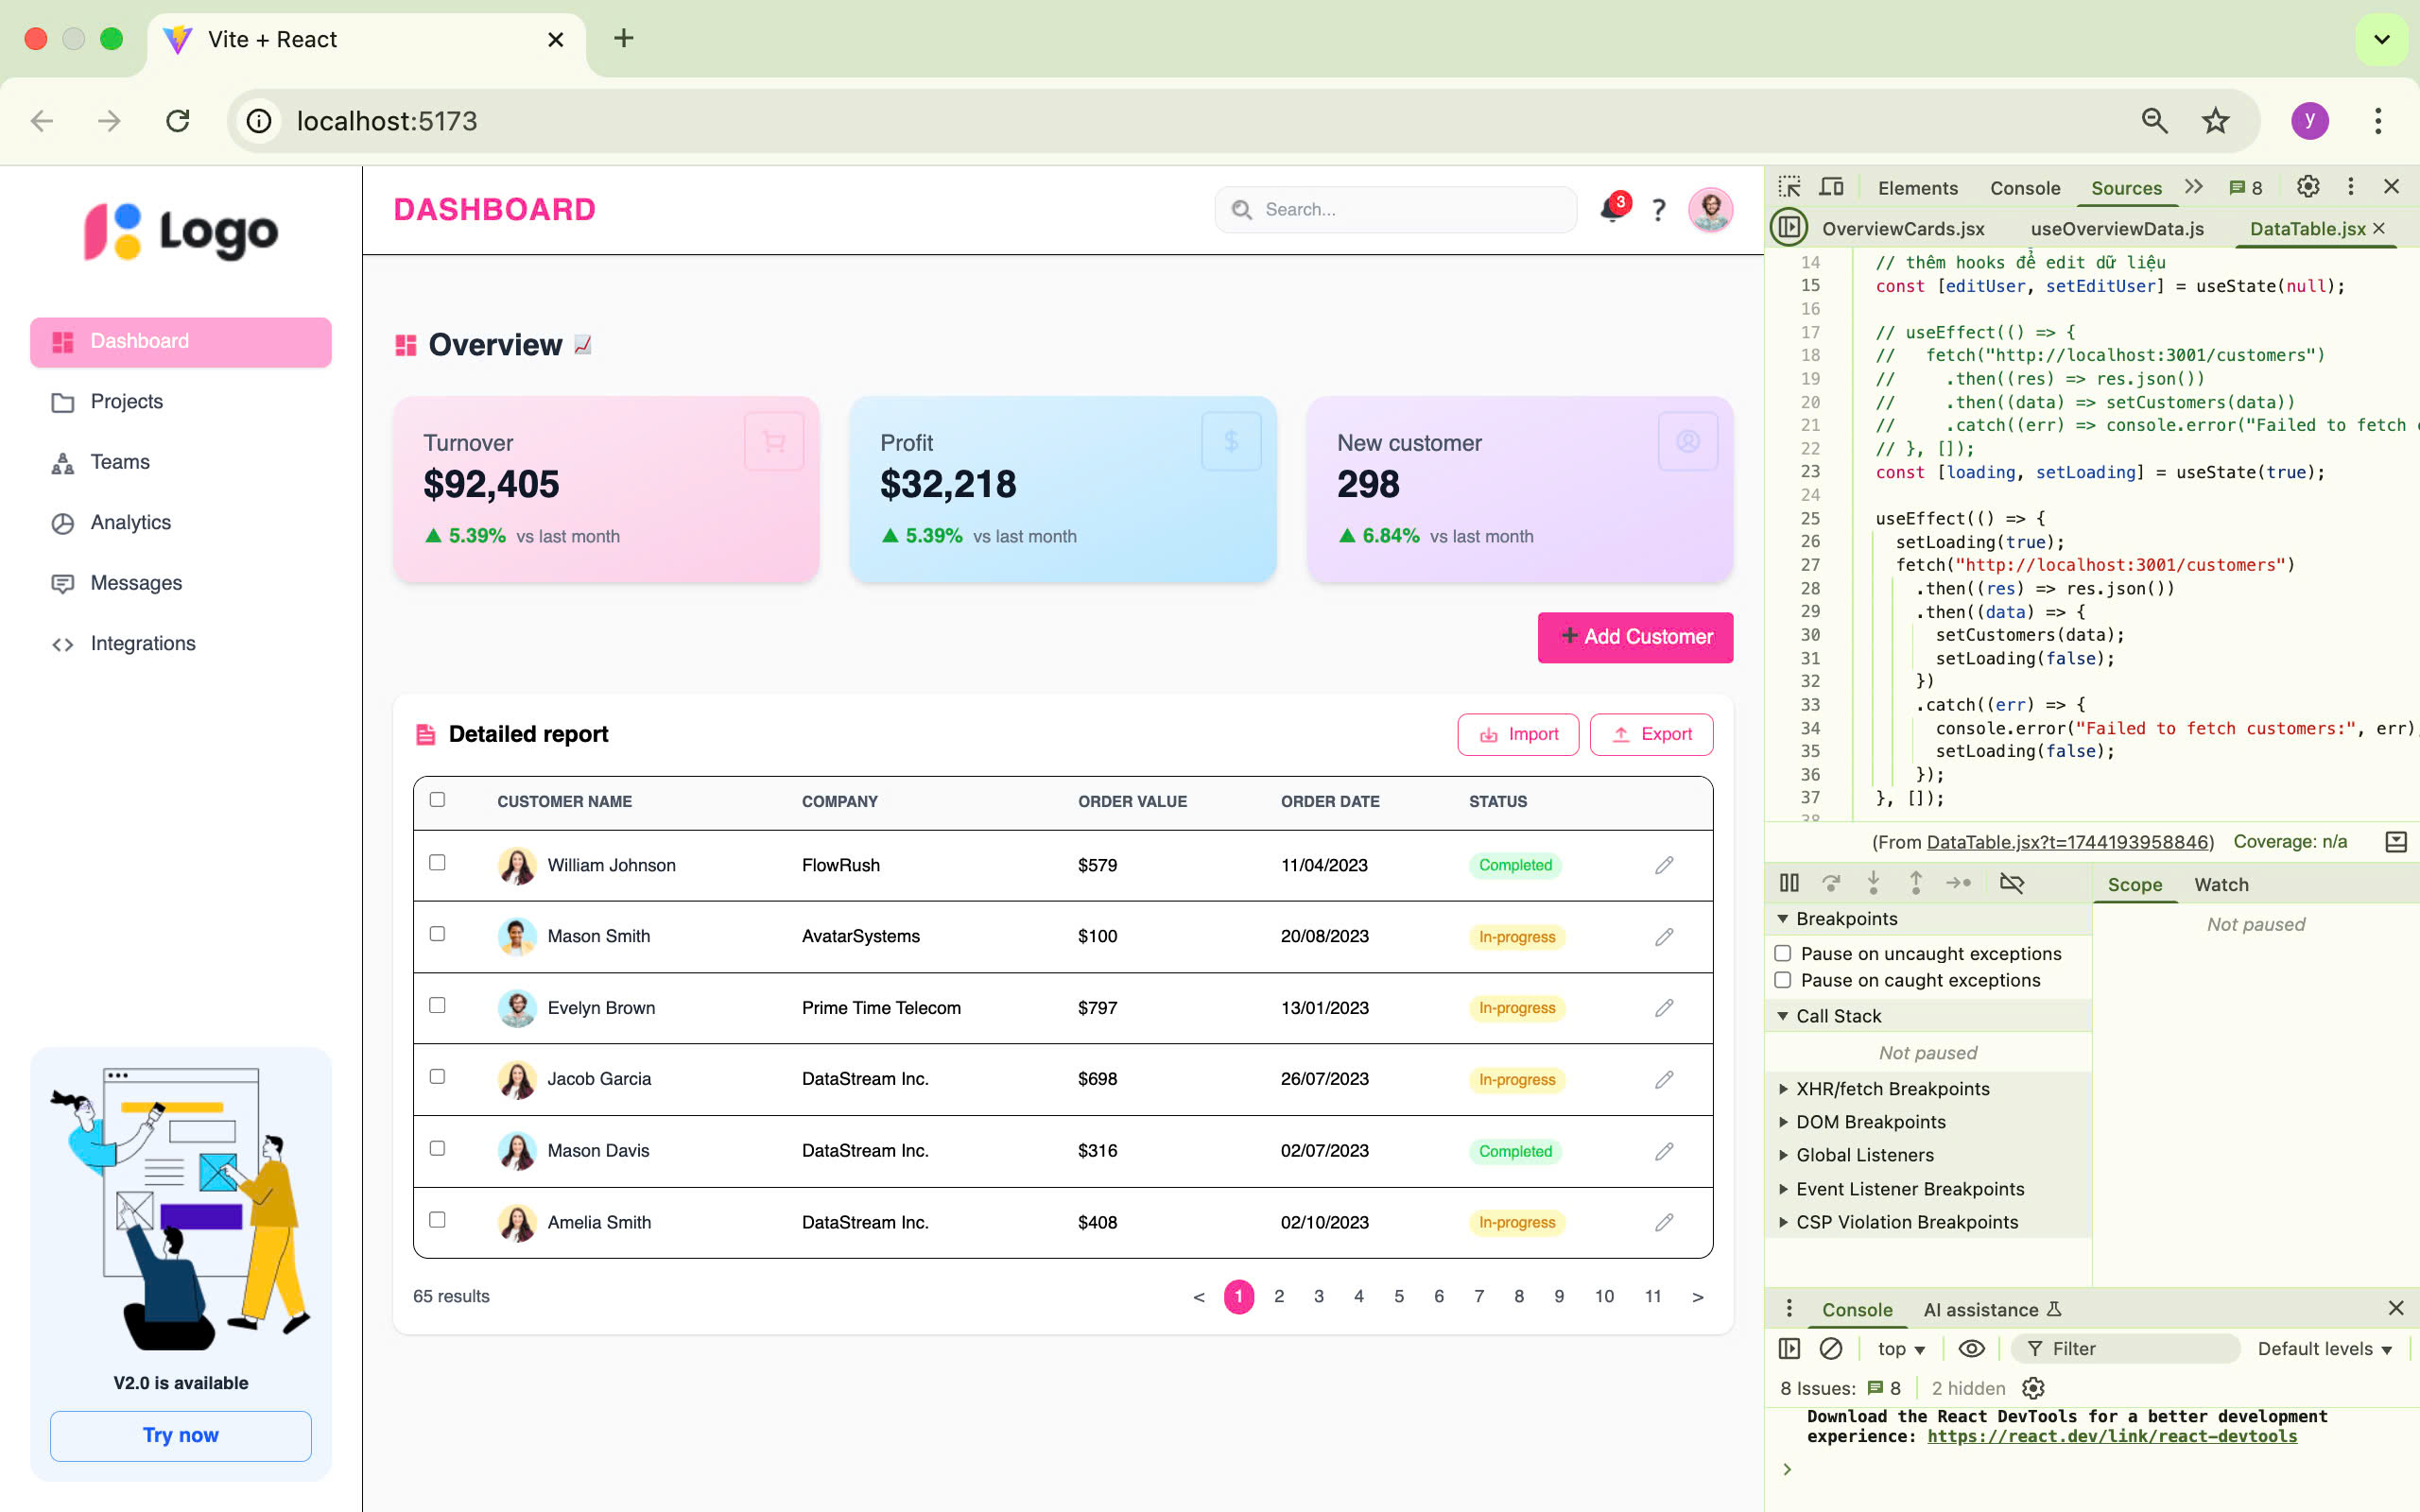 Vite + React
localhost:5173
Logo
Dashboard
Projects
Teams
Analytics
Messages
Integrations
V2.0 is available
Try now
DASHBOARD
Search...
3
?
y
Overview
Turnover
$92,405
5.39% vs last month
Profit
$32,218
5.39% vs last month
New customer
298
6.84% vs last month
Add Customer
Detailed report
Import
Export
CUSTOMER NAME COMPANY ORDER VALUE ORDER DATE STATUS
William Johnson FlowRush $579 11/04/2023 Completed
Mason Smith AvatarSystems $100 20/08/2023 In-progress
Evelyn Brown Prime Time Telecom $797 13/01/2023 In-progress
Jacob Garcia DataStream Inc. $698 26/07/2023 In-progress
Mason Davis DataStream Inc. $316 02/07/2023 Completed
Amelia Smith DataStream Inc. $408 02/10/2023 In-progress
65 results
< 1 2 3 4 5 6 7 8 9 10 11 >
Elements Console Sources 8
OverviewCards.jsx useOverviewData.js DataTable.jsx
14 // thêm hooks để edit dữ liệu
15 const [editUser, setEditUser] = useState(null);
16
17 // useEffect(() => {
18 //   fetch("http://localhost:3001/customers")
19 //     .then((res) => res.json())
20 //     .then((data) => setCustomers(data))
21 //     .catch((err) => console.error("Failed to fetch
22 // }, []);
23 const [loading, setLoading] = useState(true);
24
25 useEffect(() => {
26   setLoading(true);
27   fetch("http://localhost:3001/customers")
28     .then((res) => res.json())
29     .then((data) => {
30       setCustomers(data);
31       setLoading(false);
32     })
33     .catch((err) => {
34       console.error("Failed to fetch customers:", err)
35       setLoading(false);
36     });
37 }, []);
38
(From DataTable.jsx?t=1744193958846) Coverage: n/a
Scope Watch
Not paused
Breakpoints
Pause on uncaught exceptions
Pause on caught exceptions
Call Stack
Not paused
XHR/fetch Breakpoints
DOM Breakpoints
Global Listeners
Event Listener Breakpoints
CSP Violation Breakpoints
Console AI assistance
top Filter Default levels
8 Issues: 8 2 hidden
Download the React DevTools for a better development
experience: https://react.dev/link/react-devtools